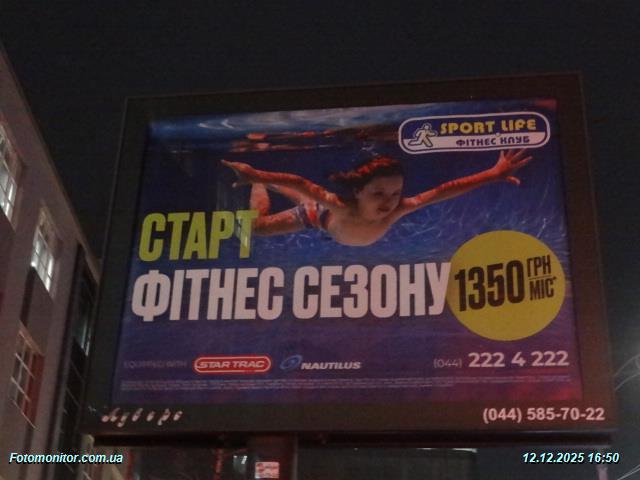 SPORT LIFE
ФІТНЕС КЛУБ
СТАРТ
ФІТНЕС СЕЗОНУ
1350 ГРН
МІС*
EQUIPPED WITH STAR TRAC NAUTILUS
(044) 222 4 222
(044) 585-70-22
Fotomonitor.com.ua
12.12.2025 16:50